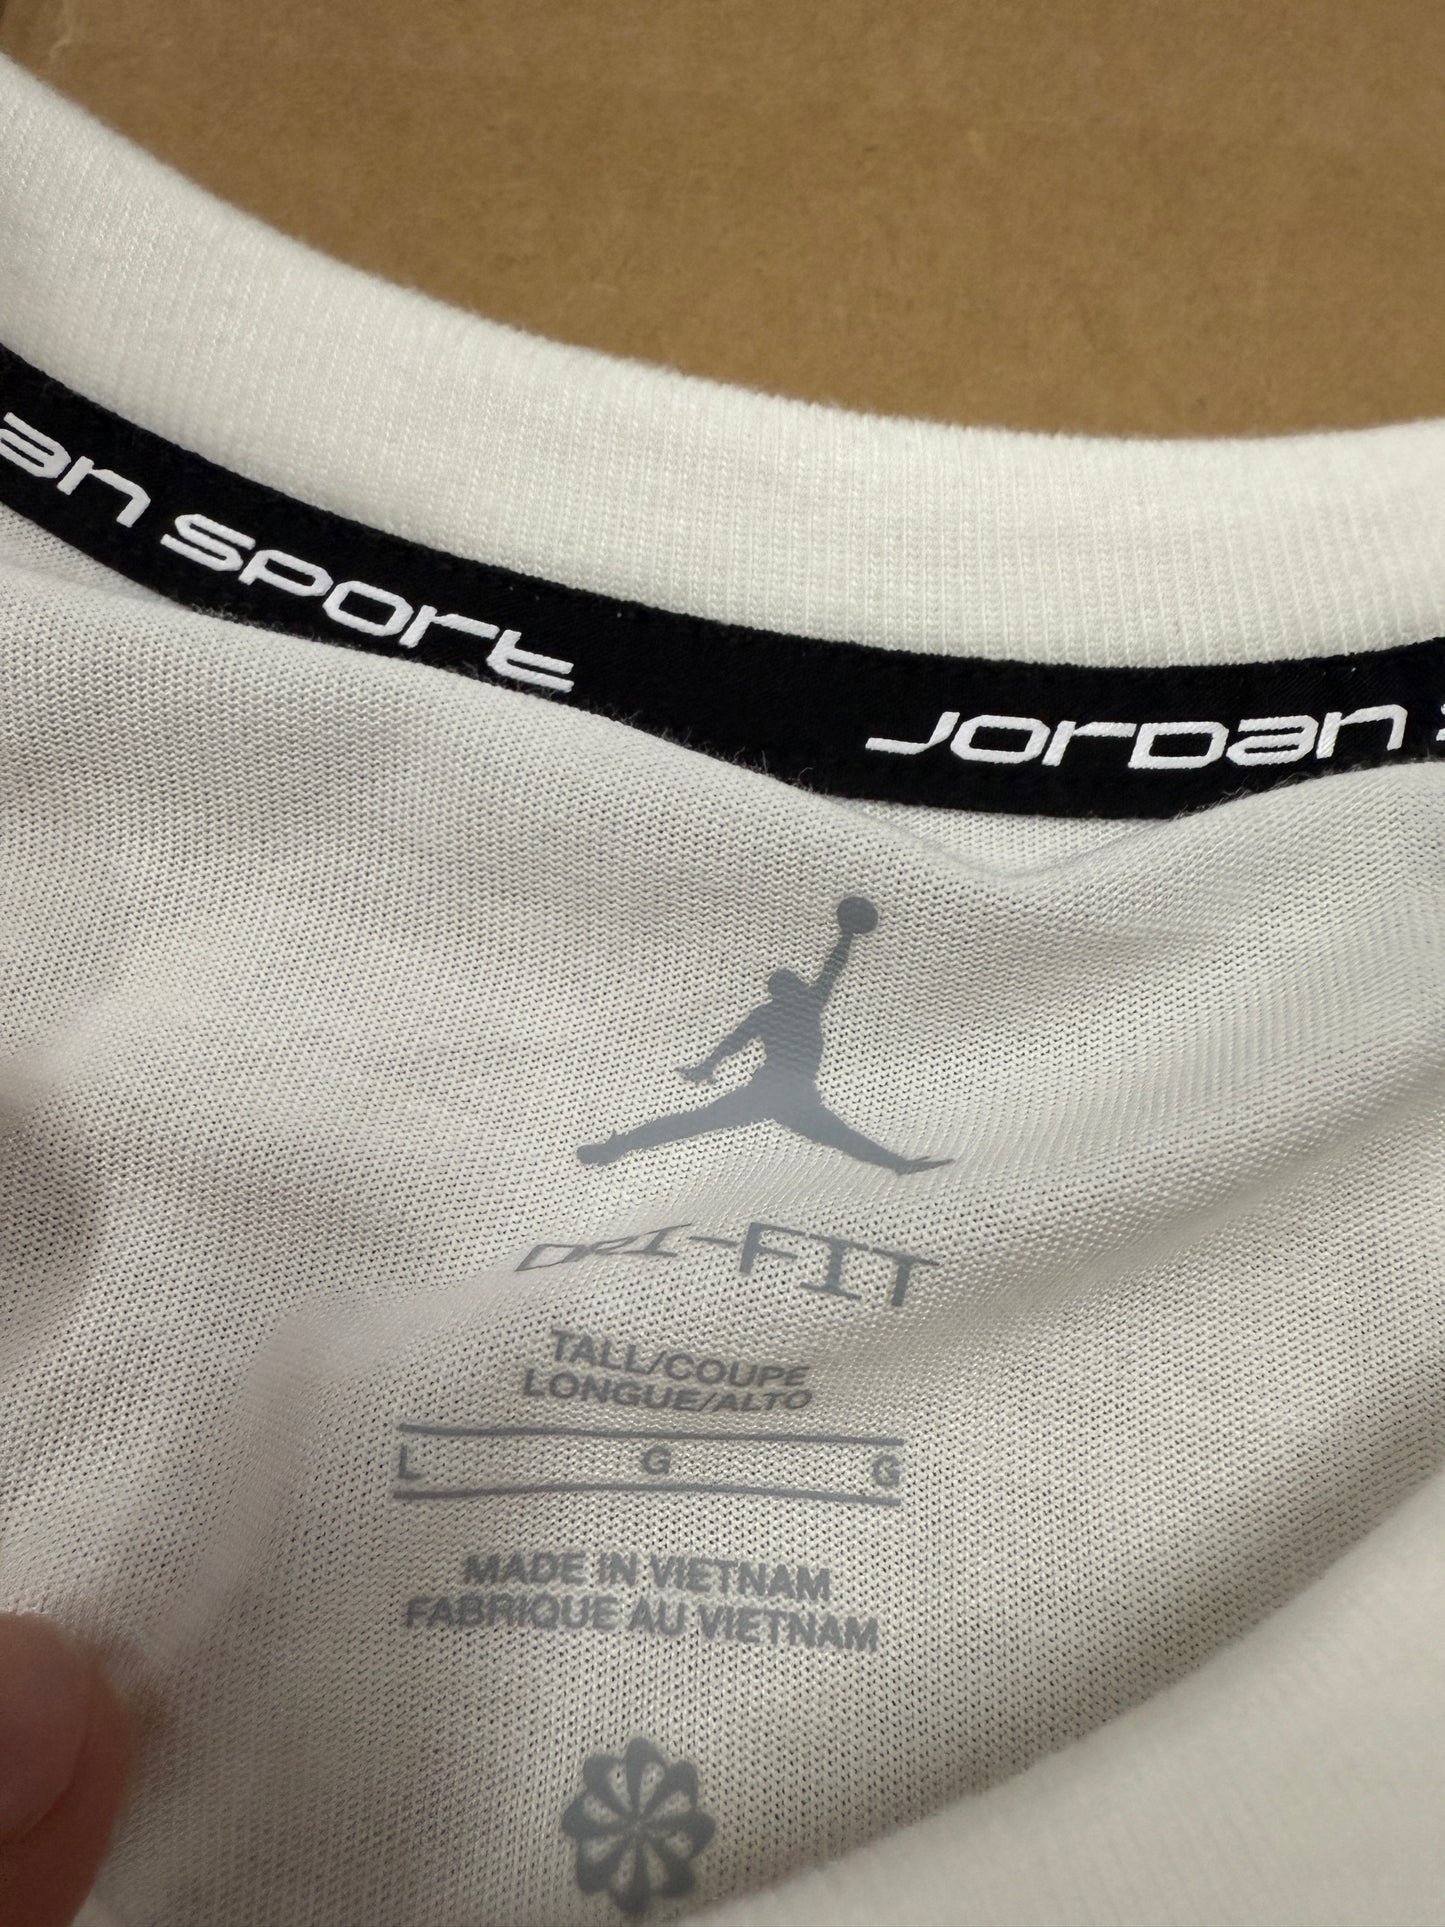 an sport
Jordan s
DRI-FIT
TALL/COUPE
LONGUE/ALTO
L G G
MADE IN VIETNAM
FABRIQUE AU VIETNAM